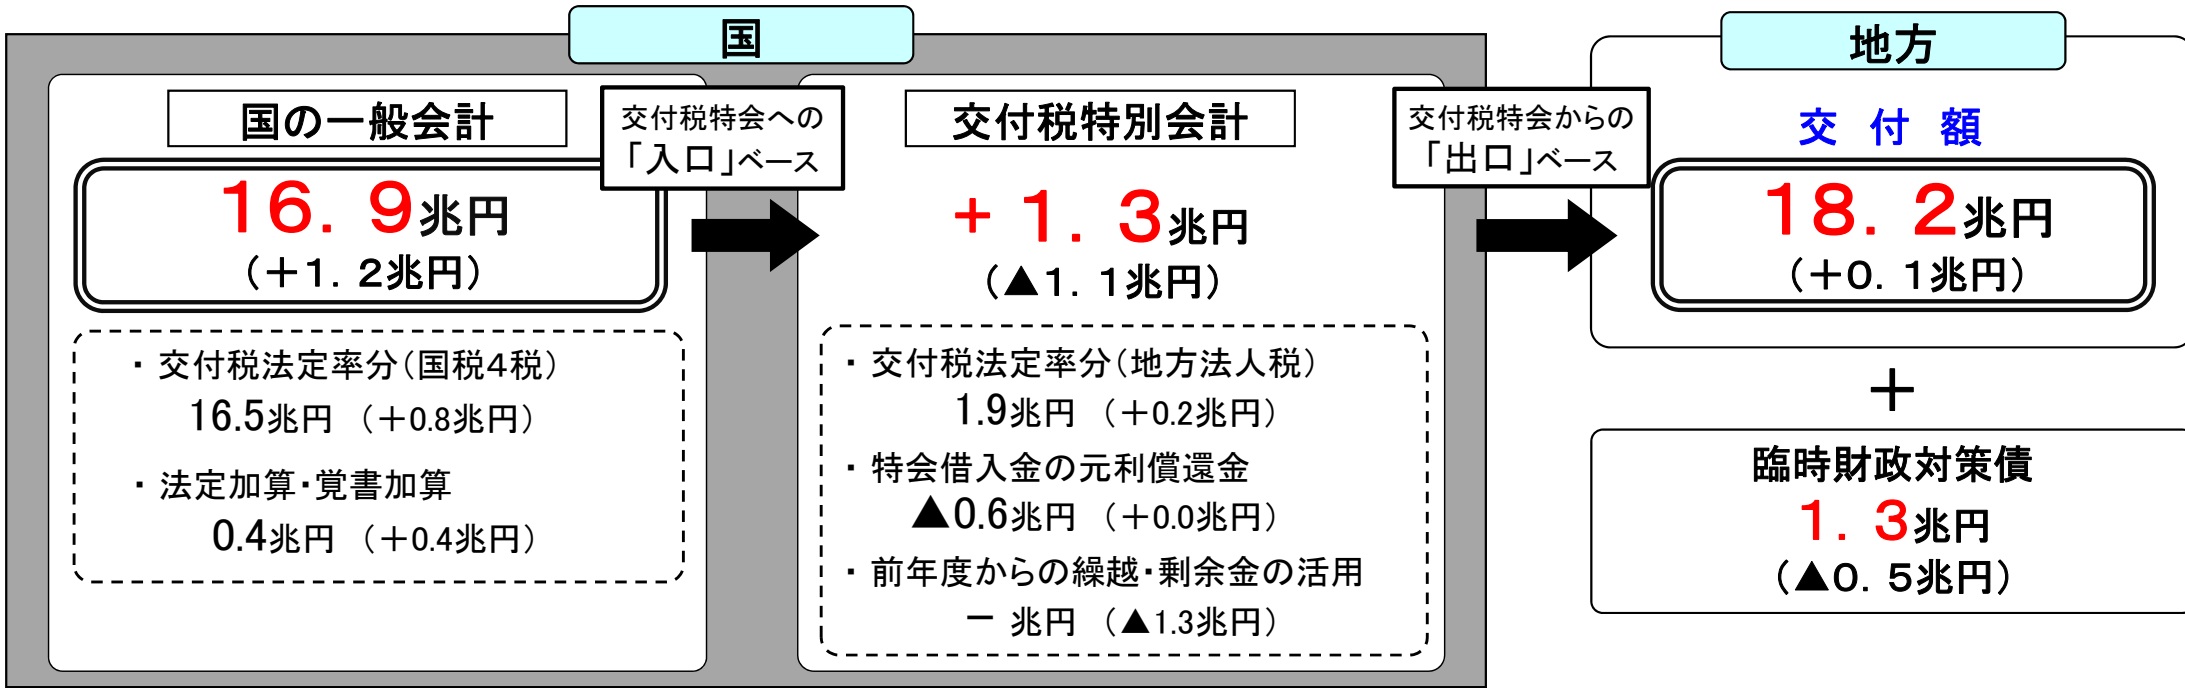 国
国の一般会計
16. 9兆円
(+1. 2兆円)
・ 交付税法定率分(国税4税)
16.5兆円 (+0.8兆円)
・ 法定加算・覚書加算
0.4兆円 (+0.4兆円)
交付税特会への
「入口」ベース
交付税特別会計
+ 1. 3兆円
(▲1. 1兆円)
・ 交付税法定率分(地方法人税)
1.9兆円 (+0.2兆円)
・ 特会借入金の元利償還金
▲0.6兆円 (+0.0兆円)
・ 前年度からの繰越・剰余金の活用
ー 兆円 (▲1.3兆円)
交付税特会からの
「出口」ベース
地方
交 付 額
18. 2兆円
(+0. 1兆円)
+
臨時財政対策債
1. 3兆円
(▲0. 5兆円)